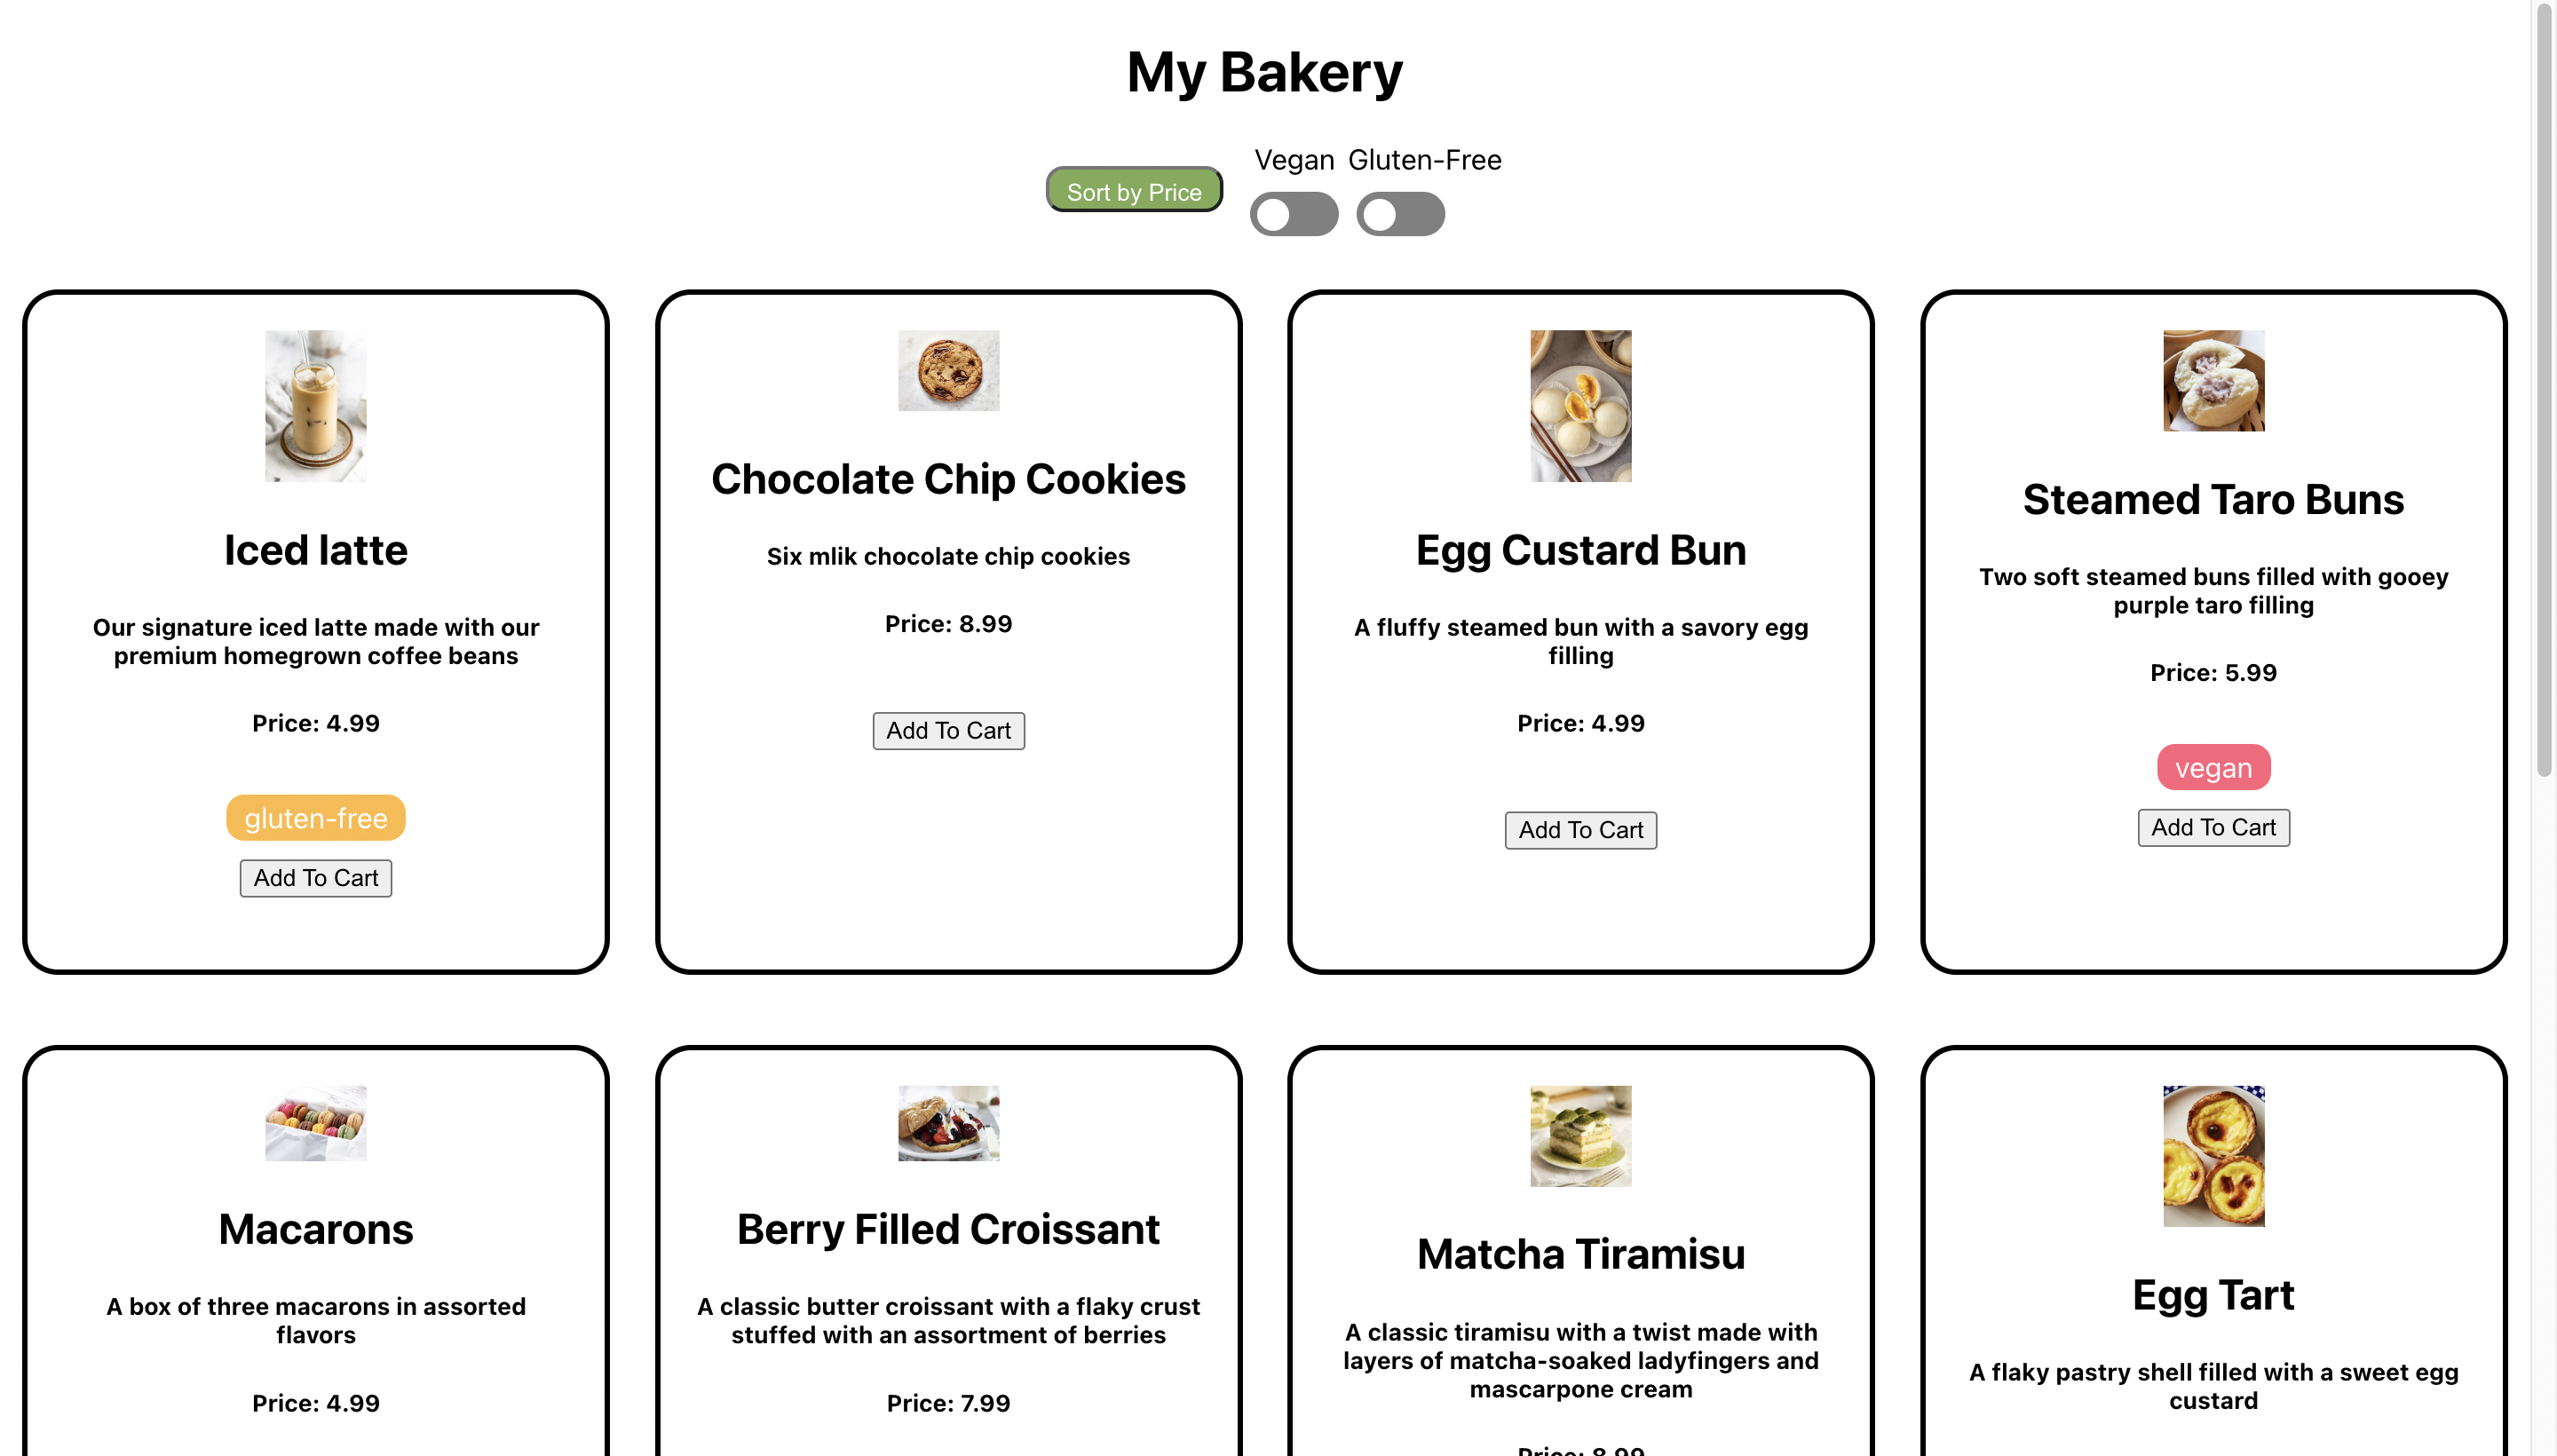 My Bakery
Sort by Price
Vegan Gluten-Free
Iced latte
Our signature iced latte made with our
premium homegrown coffee beans
Price: 4.99
gluten-free
Add To Cart
Chocolate Chip Cookies
Six mlik chocolate chip cookies
Price: 8.99
Add To Cart
Egg Custard Bun
A fluffy steamed bun with a savory egg
filling
Price: 4.99
Add To Cart
Steamed Taro Buns
Two soft steamed buns filled with gooey
purple taro filling
Price: 5.99
vegan
Add To Cart
Macarons
A box of three macarons in assorted
flavors
Price: 4.99
Berry Filled Croissant
A classic butter croissant with a flaky crust
stuffed with an assortment of berries
Price: 7.99
Matcha Tiramisu
A classic tiramisu with a twist made with
layers of matcha-soaked ladyfingers and
mascarpone cream
Price: 8.99
Egg Tart
A flaky pastry shell filled with a sweet egg
custard